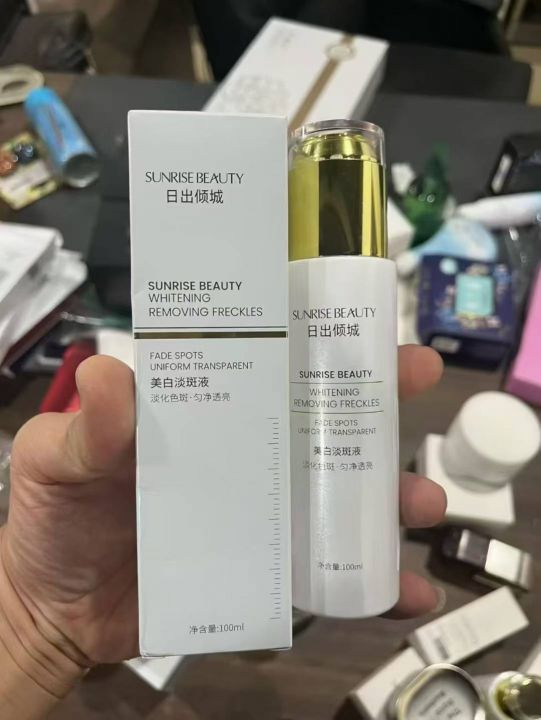 SUNRISE BEAUTY
日出倾城
SUNRISE BEAUTY
WHITENING
REMOVING FRECKLES
FADE SPOTS
UNIFORM TRANSPARENT
美白淡斑液
淡化色斑·匀净透亮
净含量:100ml
SUNRISE BEAUTY
日出倾城
SUNRISE BEAUTY
WHITENING
REMOVING FRECKLES
FADE SPOTS
UNIFORM TRANSPARENT
美白淡斑液
淡化色斑·匀净透亮
净含量:100ml